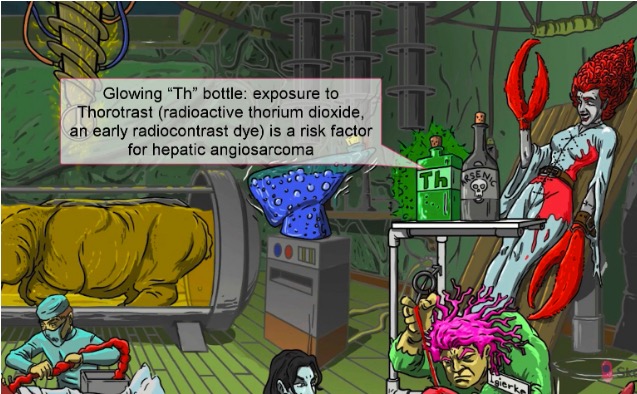 Glowing “Th” bottle: exposure to
Thorotrast (radioactive thorium dioxide,
an early radiocontrast dye) is a risk factor
for hepatic angiosarcoma
Th
ARSENIC
gierke